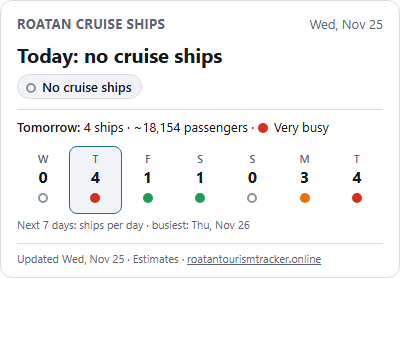 ROATAN CRUISE SHIPS Wed, Nov 25
Today: no cruise ships
No cruise ships
Tomorrow: 4 ships · ~18,154 passengers · Very busy
W T F S S M T
0 4 1 1 0 3 4
Next 7 days: ships per day · busiest: Thu, Nov 26
Updated Wed, Nov 25 · Estimates · roatantourismtracker.online